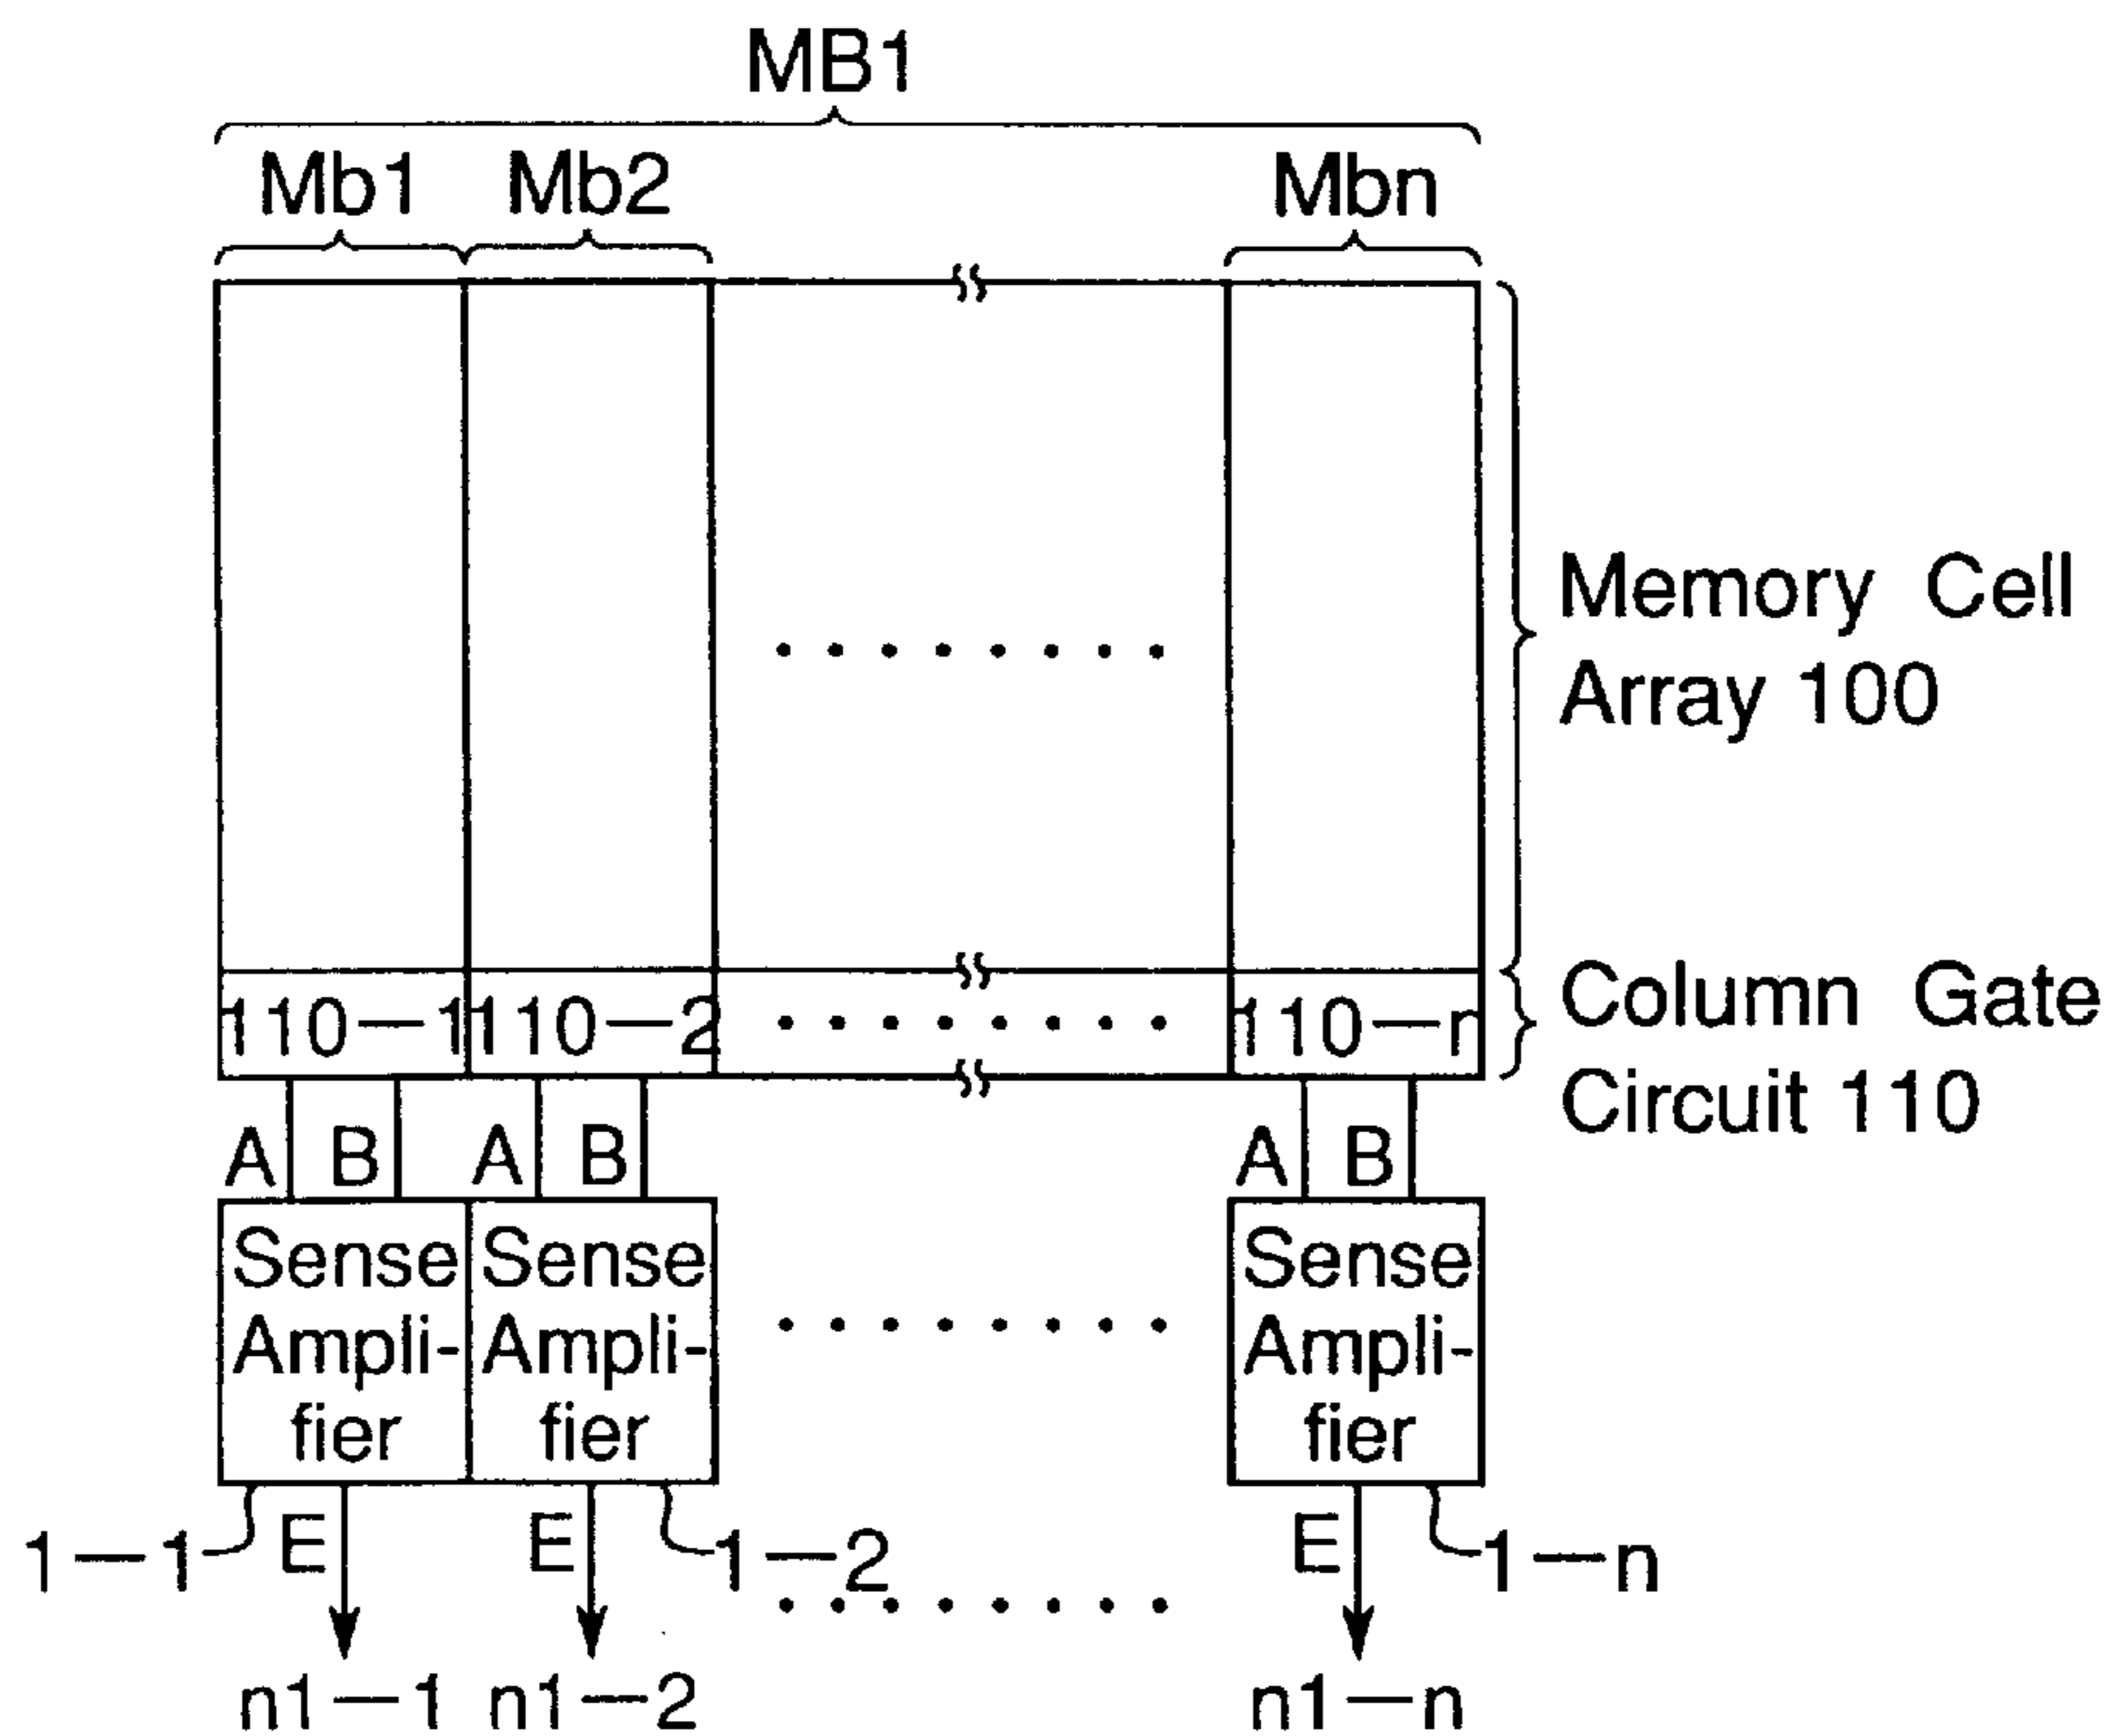 MB1
Mb1 Mb2 Mbn
Memory Cell
Array 100
110—1 110—2 110—n
Column Gate
Circuit 110
A B A B A B
Sense Sense Sense
Ampli- Ampli- Ampli-
fier fier fier
1—1 E E 1—2 E 1—n
n1—1 n1—2 n1—n